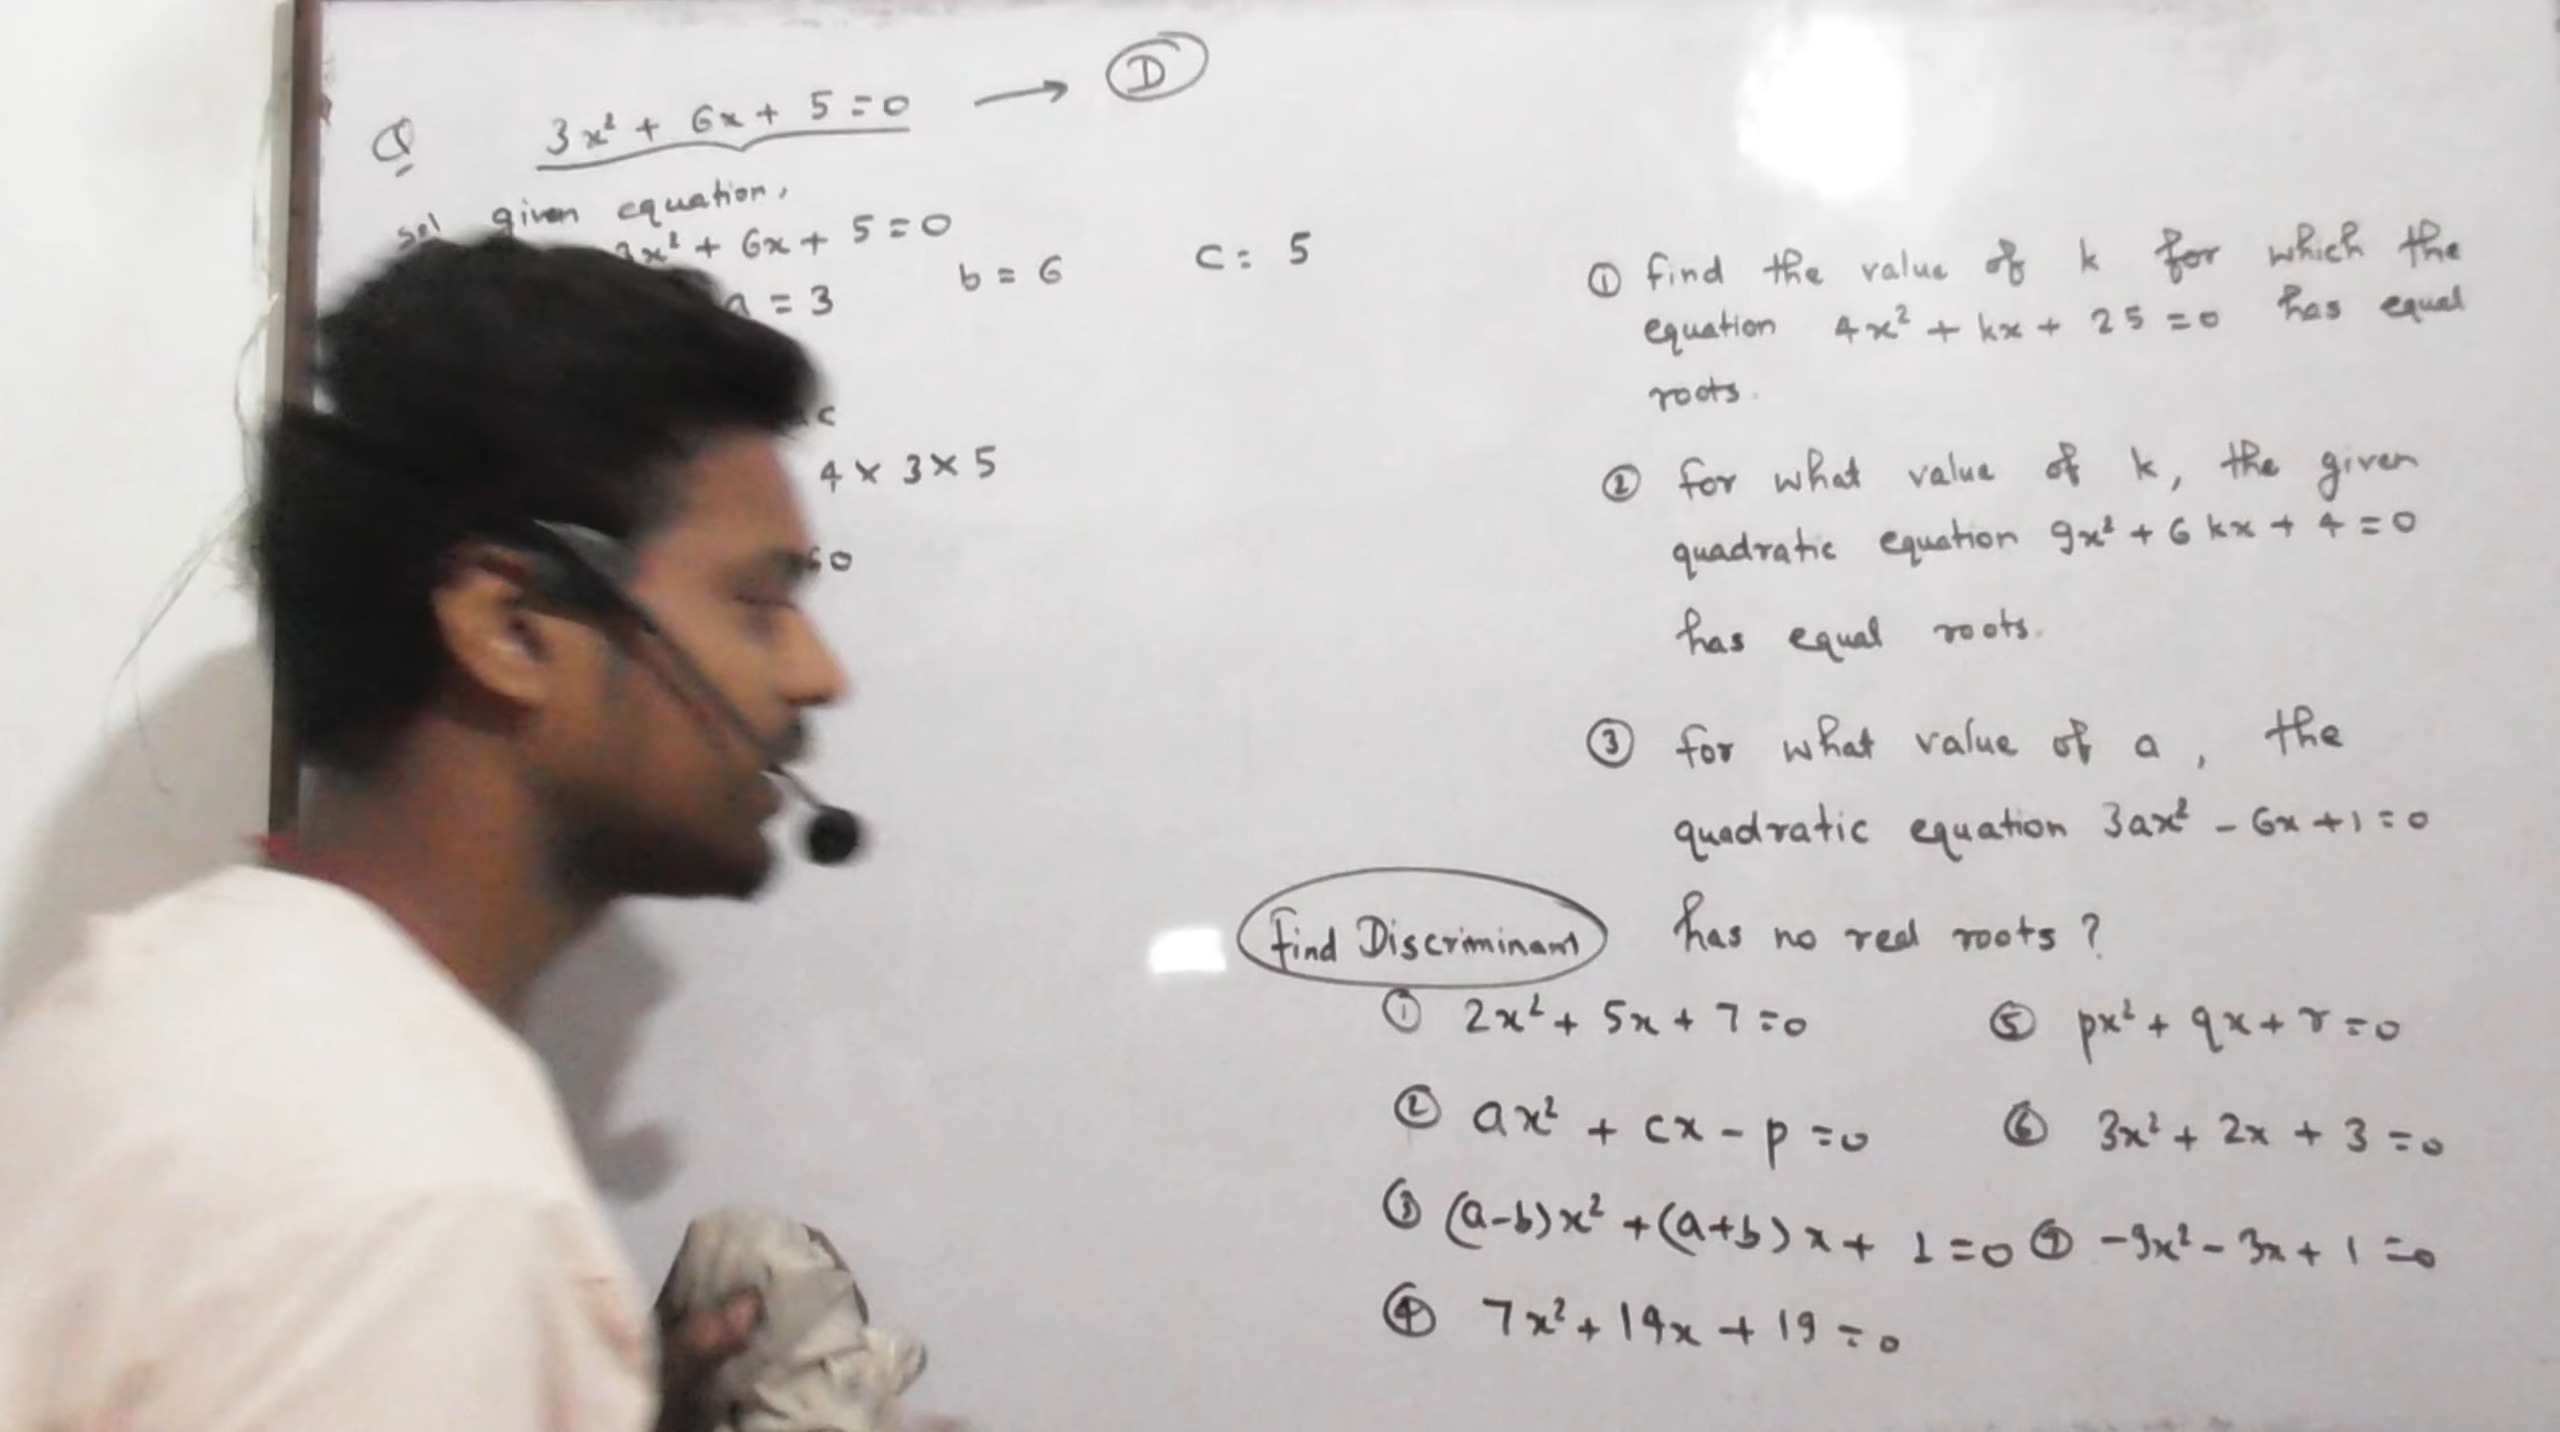 Q 3x² + 6x + 5 = 0 → D
sol given equation,
3x² + 6x + 5 = 0
a = 3 b = 6 c = 5
c
4 × 3 × 5
60
① find the value of k for which the
equation 4x² + kx + 25 = 0 has equal
roots.
② for what value of k, the given
quadratic equation 9x² + 6kx + 4 = 0
has equal roots.
③ for what value of a, the
quadratic equation 3ax² - 6x + 1 = 0
has no real roots?
find Discriminant
① 2x² + 5x + 7 = 0
② ax² + cx - p = 0
③ (a-b)x² + (a+b)x + 1 = 0
④ 7x² + 14x + 19 = 0
⑤ px² + qx + r = 0
⑥ 3x² + 2x + 3 = 0
⑦ -9x² - 3x + 1 = 0